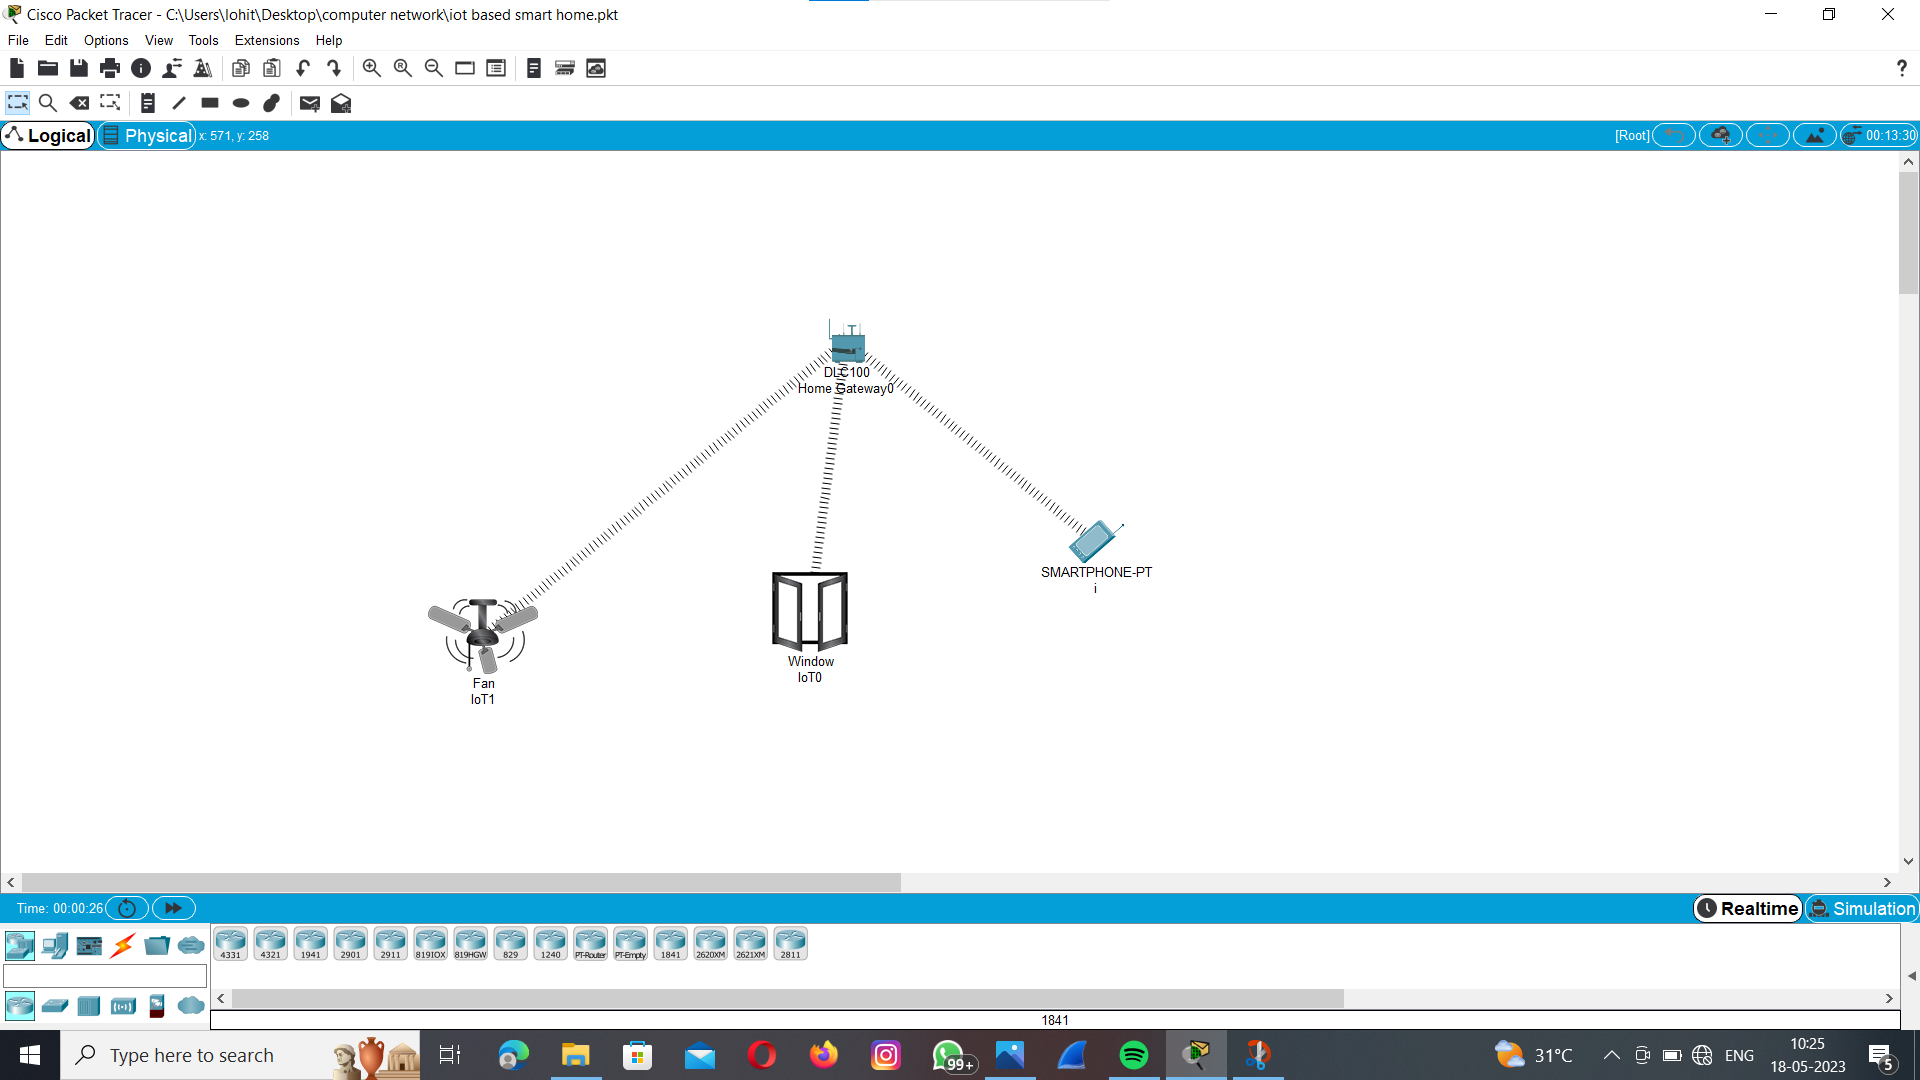 Cisco Packet Tracer - C:\Users\lohit\Desktop\computer network\iot based smart home.pkt
File Edit Options View Tools Extensions Help
?
Logical Physical x: 571, y: 258 [Root] 00:13:30
DLC100
Home Gateway0
SMARTPHONE-PT
i
Window
IoT0
Fan
IoT1
Time: 00:00:26 Realtime Simulation
4331 4321 1941 2901 2911 819IOX 819HGW 829 1240 PT-Router PT-Empty 1841 2620XM 2621XM 2811
1841
Type here to search 99+ 31°C ENG 10:25
18-05-2023 5